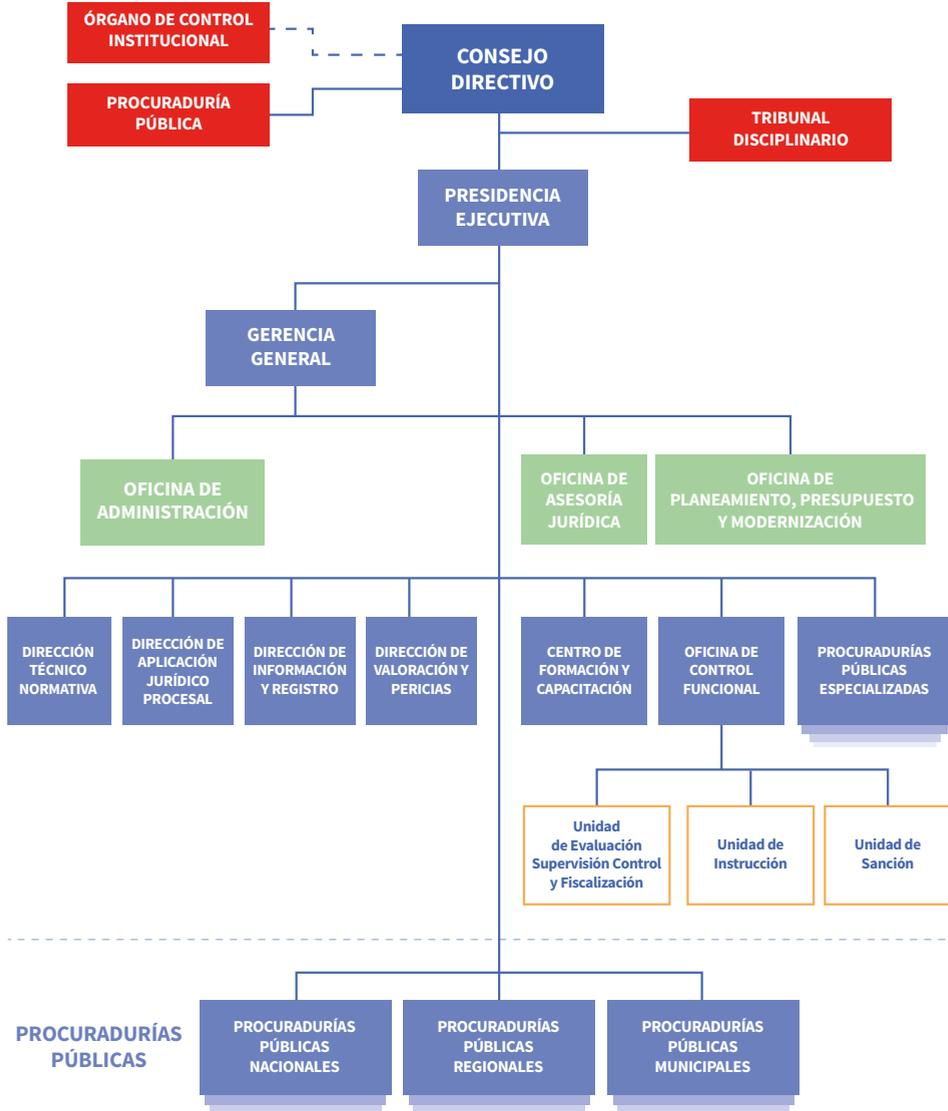 ÓRGANO DE CONTROL
INSTITUCIONAL
CONSEJO
DIRECTIVO
PROCURADURÍA
PÚBLICA
TRIBUNAL
DISCIPLINARIO
PRESIDENCIA
EJECUTIVA
GERENCIA
GENERAL
OFICINA DE
ADMINISTRACIÓN
OFICINA DE
ASESORÍA
JURÍDICA
OFICINA DE
PLANEAMIENTO, PRESUPUESTO
Y MODERNIZACIÓN
DIRECCIÓN
TÉCNICO
NORMATIVA
DIRECCIÓN DE
APLICACIÓN
JURÍDICO
PROCESAL
DIRECCIÓN DE
INFORMACIÓN
Y REGISTRO
DIRECCIÓN DE
VALORACIÓN Y
PERICIAS
CENTRO DE
FORMACIÓN Y
CAPACITACIÓN
OFICINA DE
CONTROL
FUNCIONAL
PROCURADURÍAS
PÚBLICAS
ESPECIALIZADAS
Unidad
de Evaluación
Supervisión Control
y Fiscalización
Unidad de
Instrucción
Unidad de
Sanción
PROCURADURÍAS
PÚBLICAS
PROCURADURÍAS
PÚBLICAS
NACIONALES
PROCURADURÍAS
PÚBLICAS
REGIONALES
PROCURADURÍAS
PÚBLICAS
MUNICIPALES